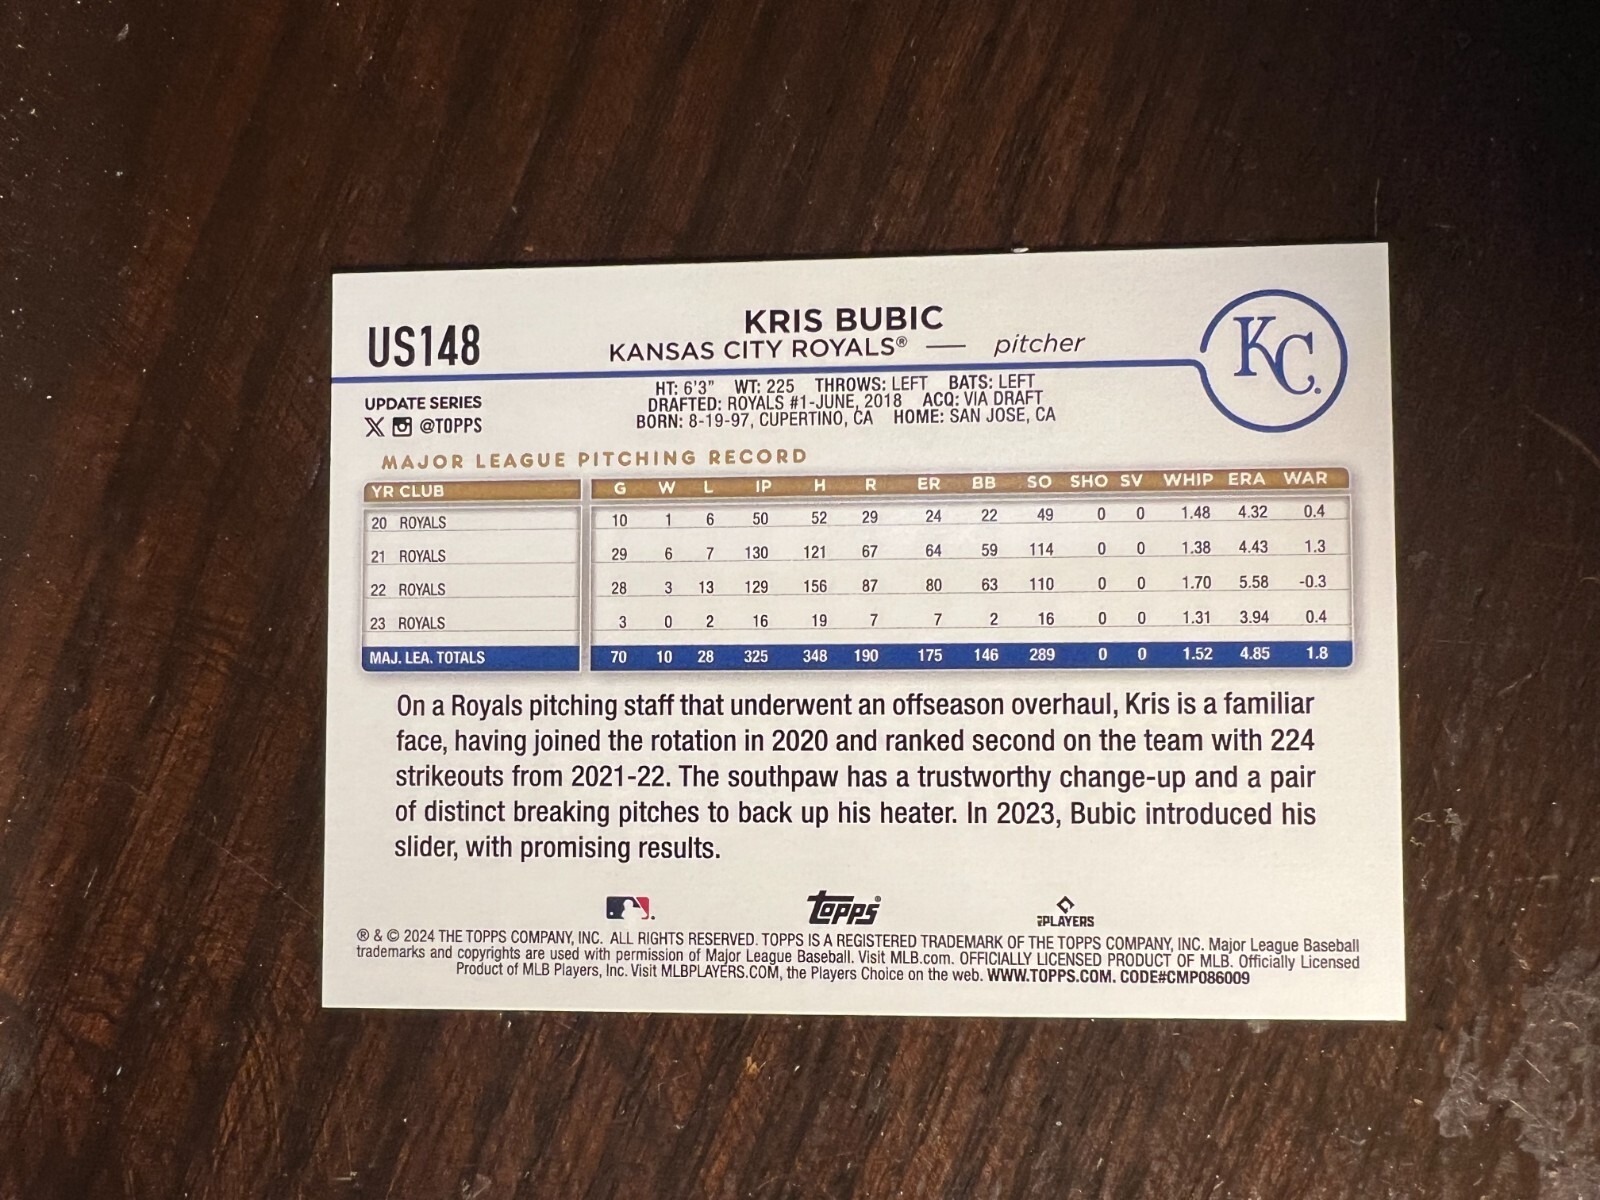 US148
KRIS BUBIC
KANSAS CITY ROYALS® — pitcher
KC.
UPDATE SERIES
X @TOPPS
HT: 6'3" WT: 225 THROWS: LEFT BATS: LEFT
DRAFTED: ROYALS #1-JUNE, 2018 ACQ: VIA DRAFT
BORN: 8-19-97, CUPERTINO, CA HOME: SAN JOSE, CA
MAJOR LEAGUE PITCHING RECORD
YR CLUB G W L IP H R ER BB SO SHO SV WHIP ERA WAR
20 ROYALS 10 1 6 50 52 29 24 22 49 0 0 1.48 4.32 0.4
21 ROYALS 29 6 7 130 121 67 64 59 114 0 0 1.38 4.43 1.3
22 ROYALS 28 3 13 129 156 87 80 63 110 0 0 1.70 5.58 -0.3
23 ROYALS 3 0 2 16 19 7 7 2 16 0 0 1.31 3.94 0.4
MAJ. LEA. TOTALS 70 10 28 325 348 190 175 146 289 0 0 1.52 4.85 1.8
On a Royals pitching staff that underwent an offseason overhaul, Kris is a familiar
face, having joined the rotation in 2020 and ranked second on the team with 224
strikeouts from 2021-22. The southpaw has a trustworthy change-up and a pair
of distinct breaking pitches to back up his heater. In 2023, Bubic introduced his
slider, with promising results.
Topps®
PLAYERS
® & © 2024 THE TOPPS COMPANY, INC. ALL RIGHTS RESERVED. TOPPS IS A REGISTERED TRADEMARK OF THE TOPPS COMPANY, INC. Major League Baseball
trademarks and copyrights are used with permission of Major League Baseball. Visit MLB.com. OFFICIALLY LICENSED PRODUCT OF MLB. Officially Licensed
Product of MLB Players, Inc. Visit MLBPLAYERS.COM, the Players Choice on the web. WWW.TOPPS.COM. CODE#CMP086009